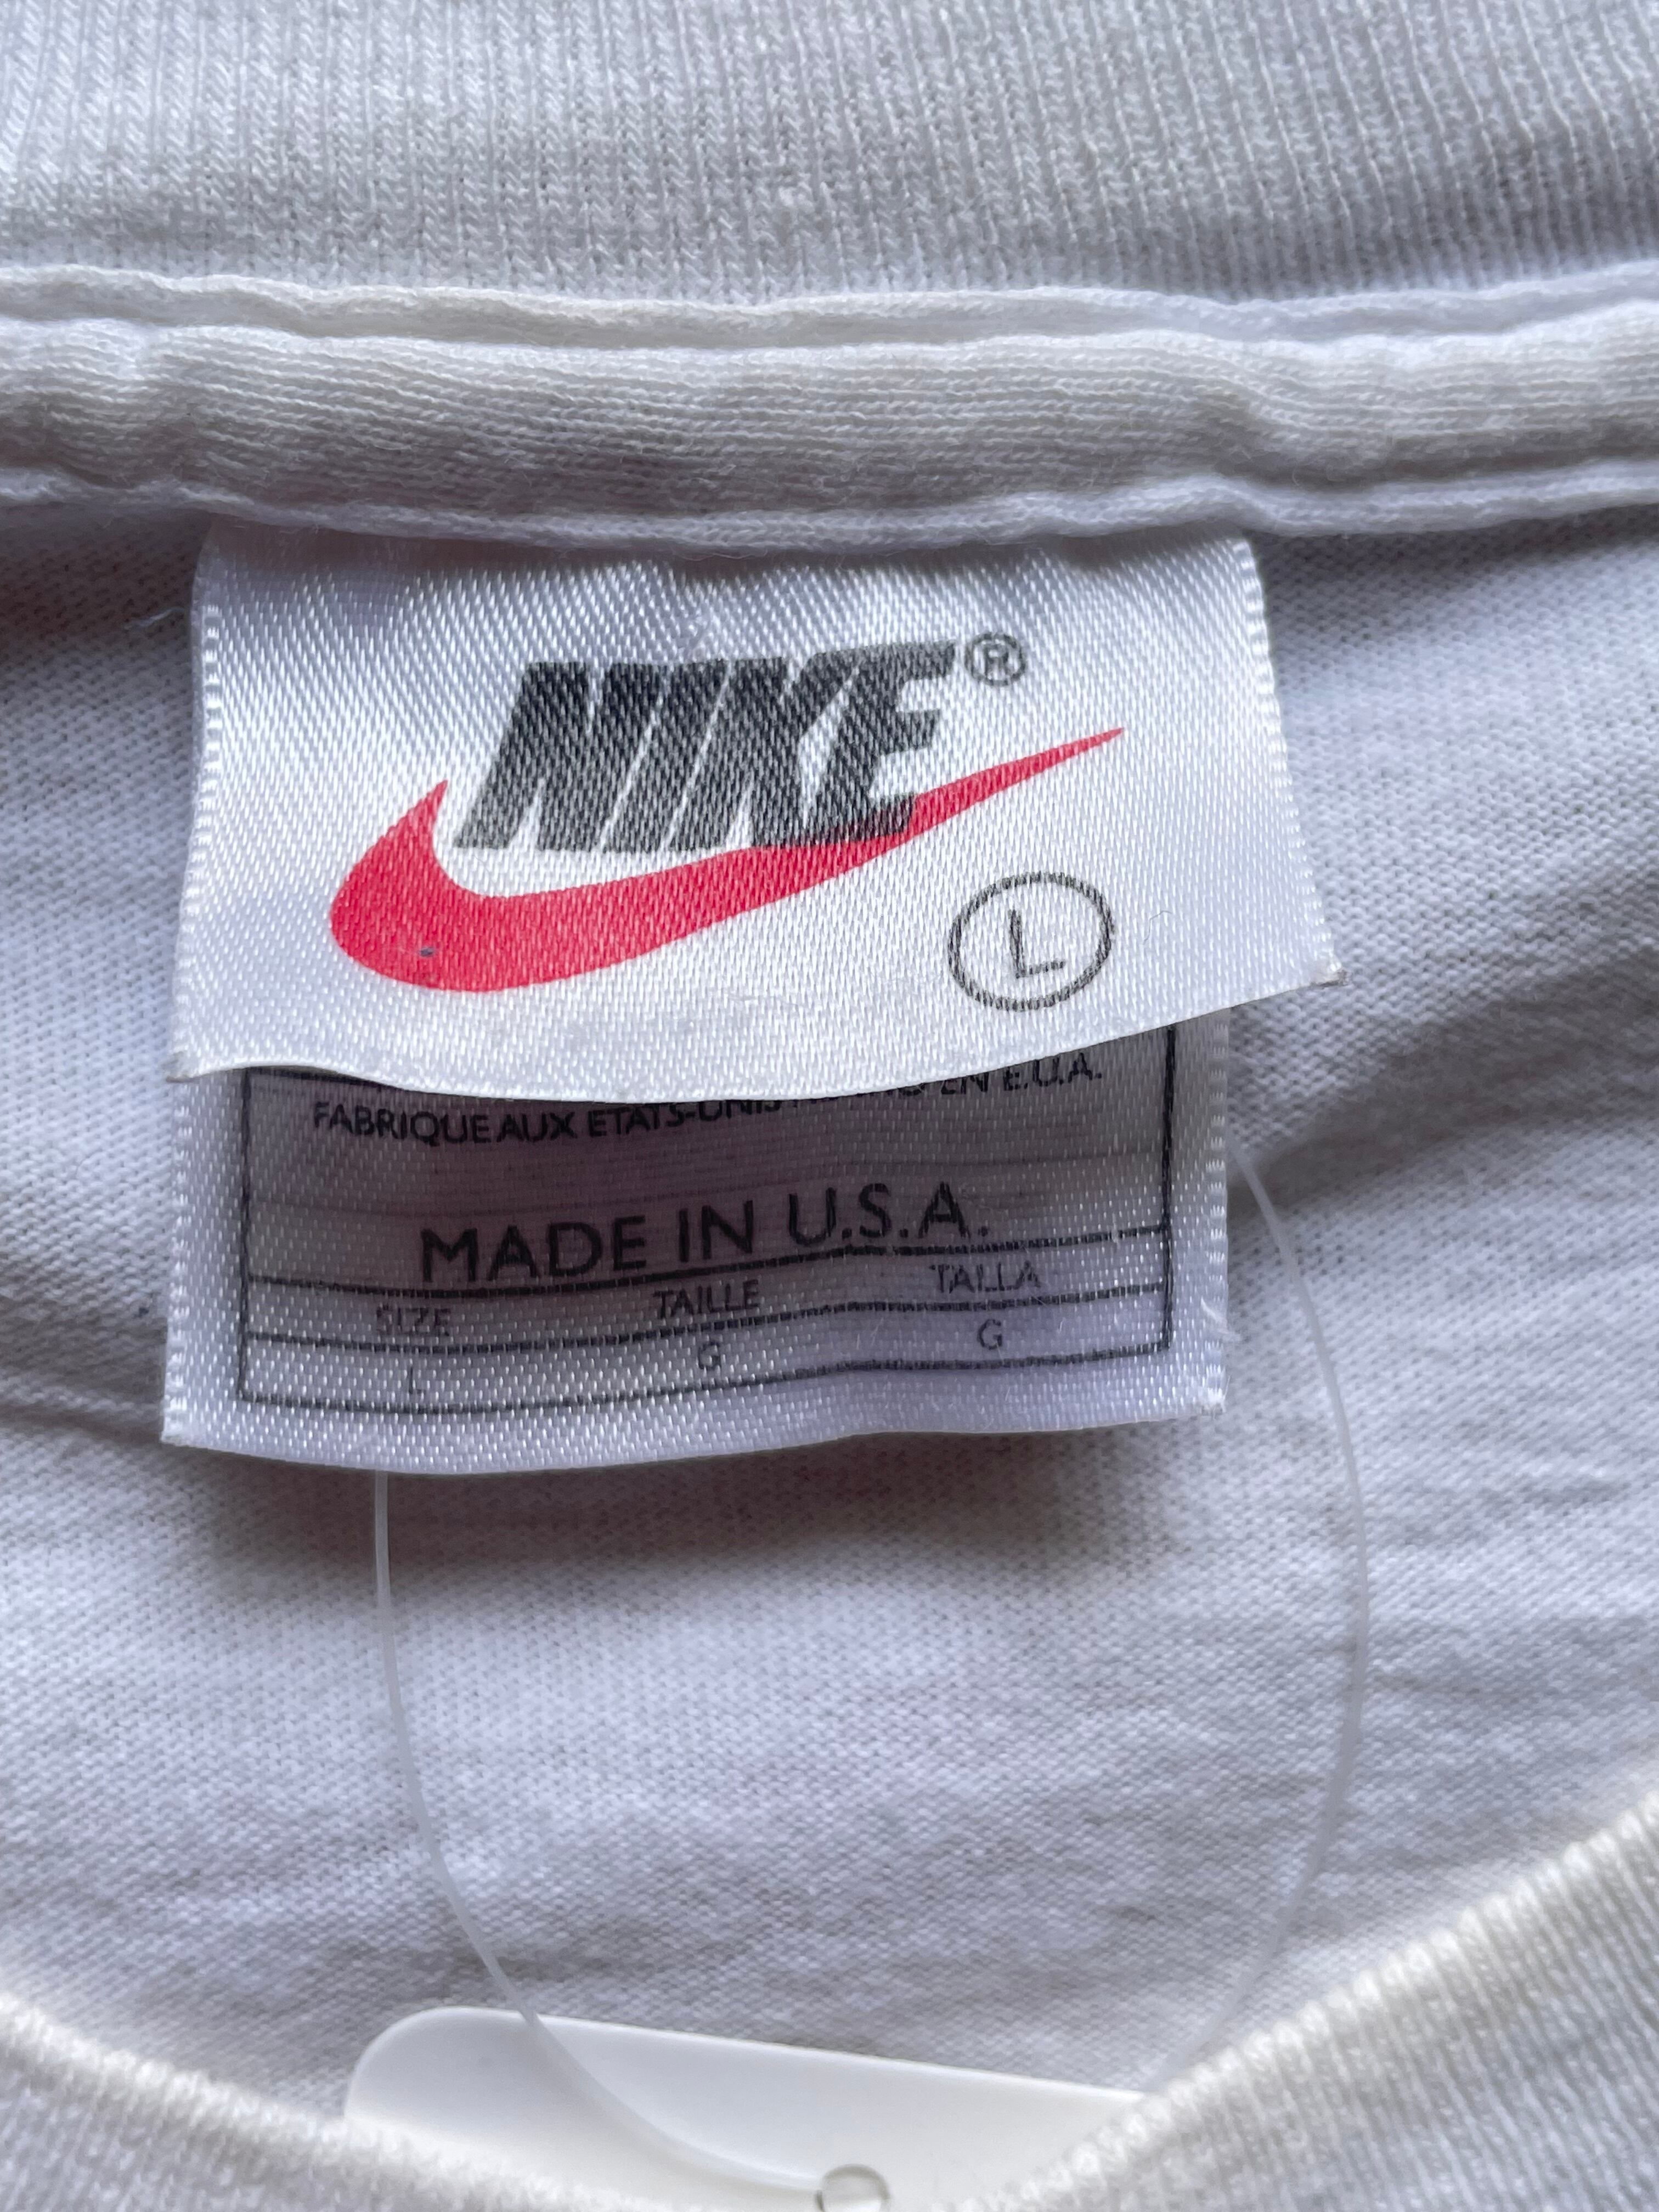 NIKE®
L
EN E.U.A.
FABRIQUE AUX ETATS-UNIS
MADE IN U.S.A.
SIZE TAILLE TALLA
L G G